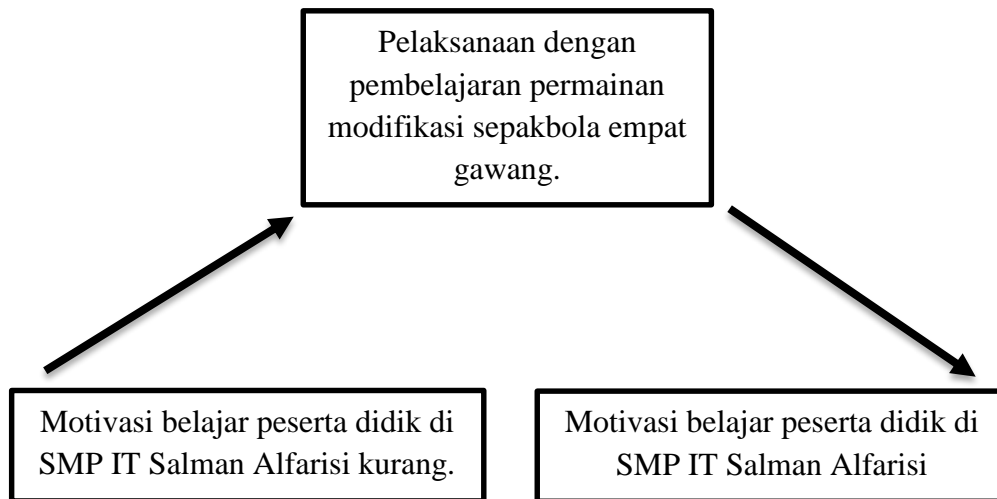 Pelaksanaan dengan
pembelajaran permainan
modifikasi sepakbola empat
gawang.
Motivasi belajar peserta didik di
SMP IT Salman Alfarisi kurang.
Motivasi belajar peserta didik di
SMP IT Salman Alfarisi